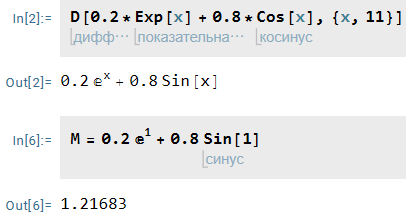 In[2]:= D[0.2 * Exp[x] + 0.8 * Cos[x], {x, 11}]
дифф⋯ показательна⋯ косинус
Out[2]= 0.2 ⅇ^x + 0.8 Sin[x]
In[6]:= M = 0.2 ⅇ^1 + 0.8 Sin[1]
синус
Out[6]= 1.21683